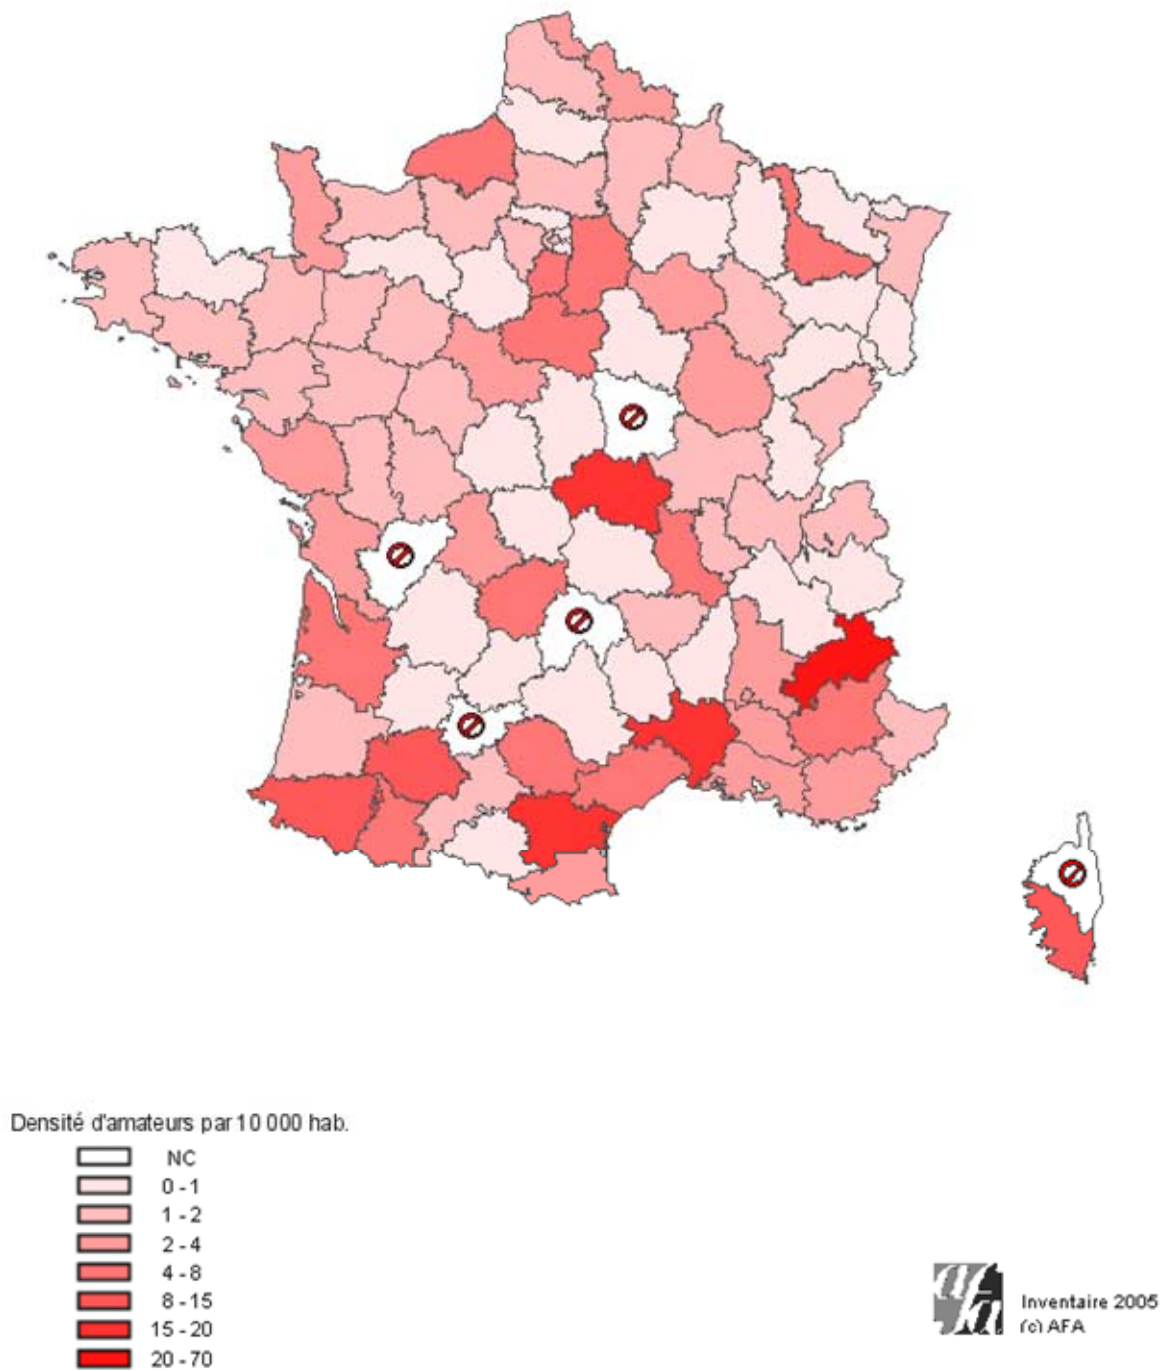 Densité d'amateurs par 10 000 hab.
NC
0 - 1
1 - 2
2 - 4
4 - 8
8 - 15
15 - 20
20 - 70
afa
Inventaire 2005
(c) AFA